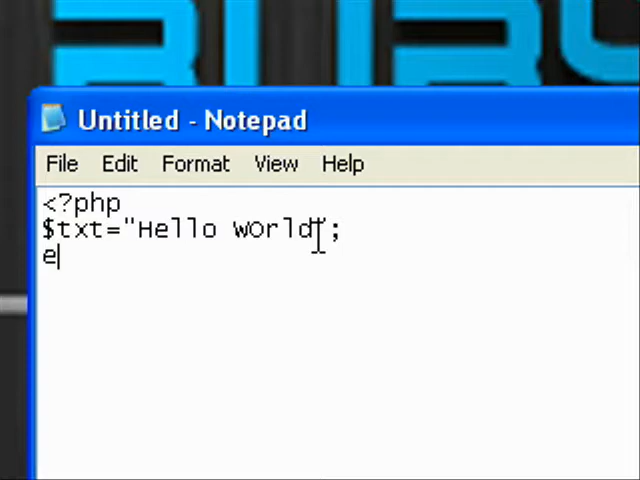 Untitled - Notepad
File Edit Format View Help
<?php
$txt="Hello WOrld";
e